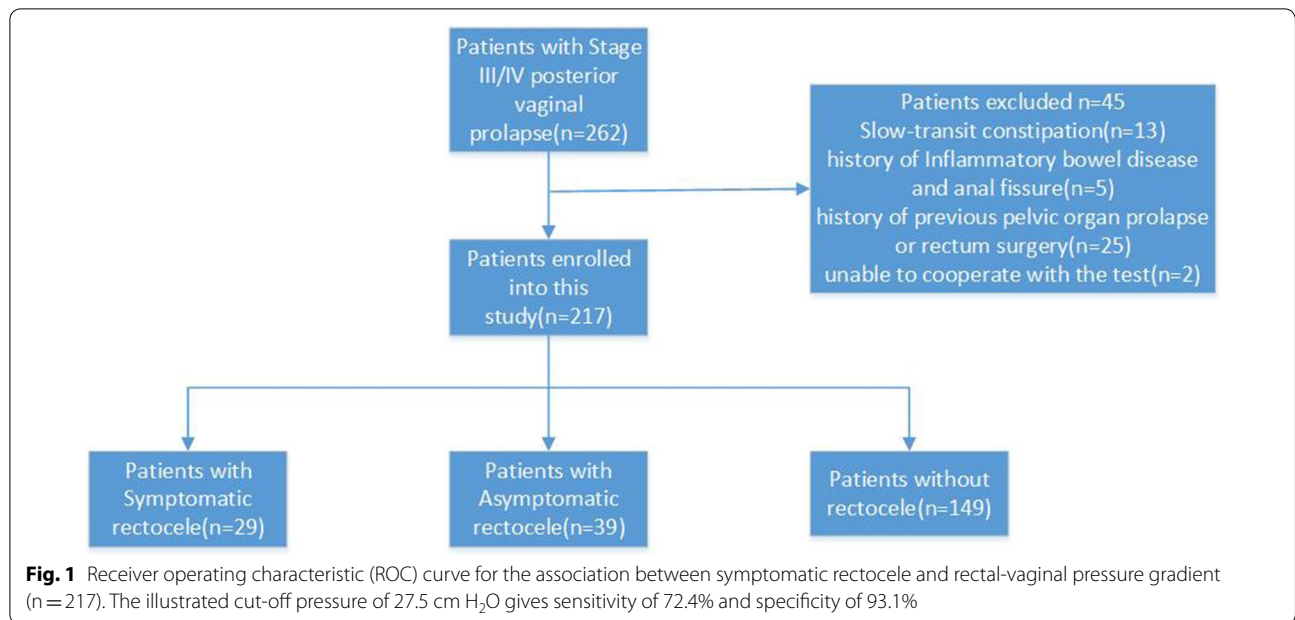 Patients with Stage
III/IV posterior
vaginal
prolapse(n=262)
Patients excluded n=45
Slow-transit constipation(n=13)
history of Inflammatory bowel disease
and anal fissure(n=5)
history of previous pelvic organ prolapse
or rectum surgery(n=25)
unable to cooperate with the test(n=2)
Patients enrolled
into this
study(n=217)
Patients with
Symptomatic
rectocele(n=29)
Patients with
Asymptomatic
rectocele(n=39)
Patients without
rectocele(n=149)
Fig. 1 Receiver operating characteristic (ROC) curve for the association between symptomatic rectocele and rectal-vaginal pressure gradient
(n = 217). The illustrated cut-off pressure of 27.5 cm H₂O gives sensitivity of 72.4% and specificity of 93.1%